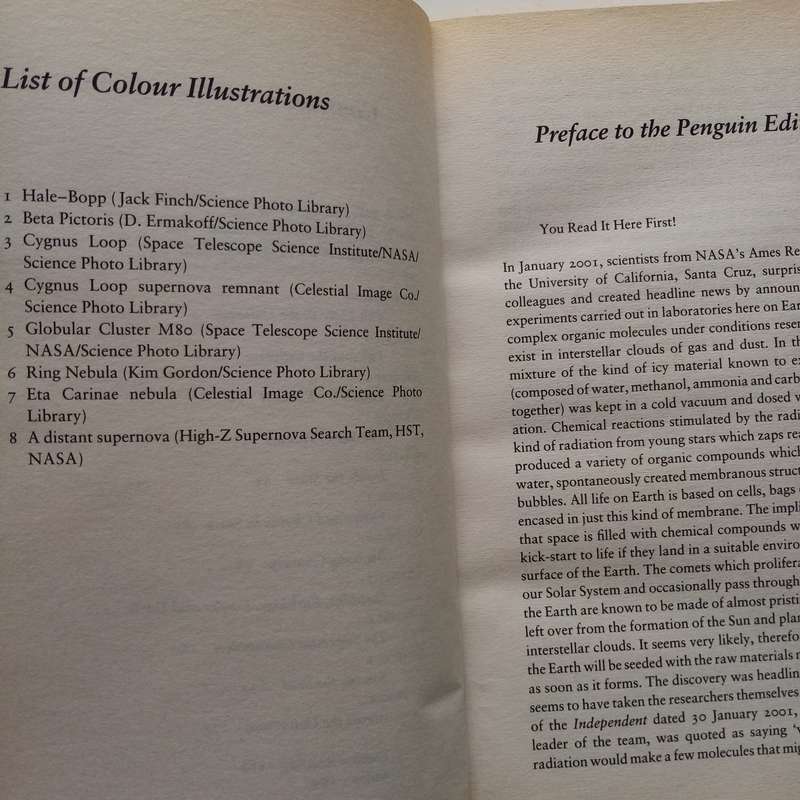 List of Colour Illustrations
1 Hale–Bopp (Jack Finch/Science Photo Library)
2 Beta Pictoris (D. Ermakoff/Science Photo Library)
3 Cygnus Loop (Space Telescope Science Institute/NASA/
Science Photo Library)
4 Cygnus Loop supernova remnant (Celestial Image Co./
Science Photo Library)
5 Globular Cluster M80 (Space Telescope Science Institute/
NASA/Science Photo Library)
6 Ring Nebula (Kim Gordon/Science Photo Library)
7 Eta Carinae nebula (Celestial Image Co./Science Photo
Library)
8 A distant supernova (High-Z Supernova Search Team, HST,
NASA)
Preface to the Penguin Edi
You Read It Here First!
In January 2001, scientists from NASA's Ames Re
the University of California, Santa Cruz, surpris
colleagues and created headline news by announ
experiments carried out in laboratories here on Ear
complex organic molecules under conditions resen
exist in interstellar clouds of gas and dust. In th
mixture of the kind of icy material known to e
(composed of water, methanol, ammonia and carb
together) was kept in a cold vacuum and dosed v
ation. Chemical reactions stimulated by the radi
kind of radiation from young stars which zaps rea
produced a variety of organic compounds which
water, spontaneously created membranous struct
bubbles. All life on Earth is based on cells, bags
encased in just this kind of membrane. The impli
that space is filled with chemical compounds w
kick-start to life if they land in a suitable enviro
surface of the Earth. The comets which prolifera
our Solar System and occasionally pass through
the Earth are known to be made of almost pristi
left over from the formation of the Sun and plan
interstellar clouds. It seems very likely, therefo
the Earth will be seeded with the raw materials
as soon as it forms. The discovery was headlin
seems to have taken the researchers themselves
of the Independent dated 30 January 2001,
leader of the team, was quoted as saying 'v
radiation would make a few molecules that mig